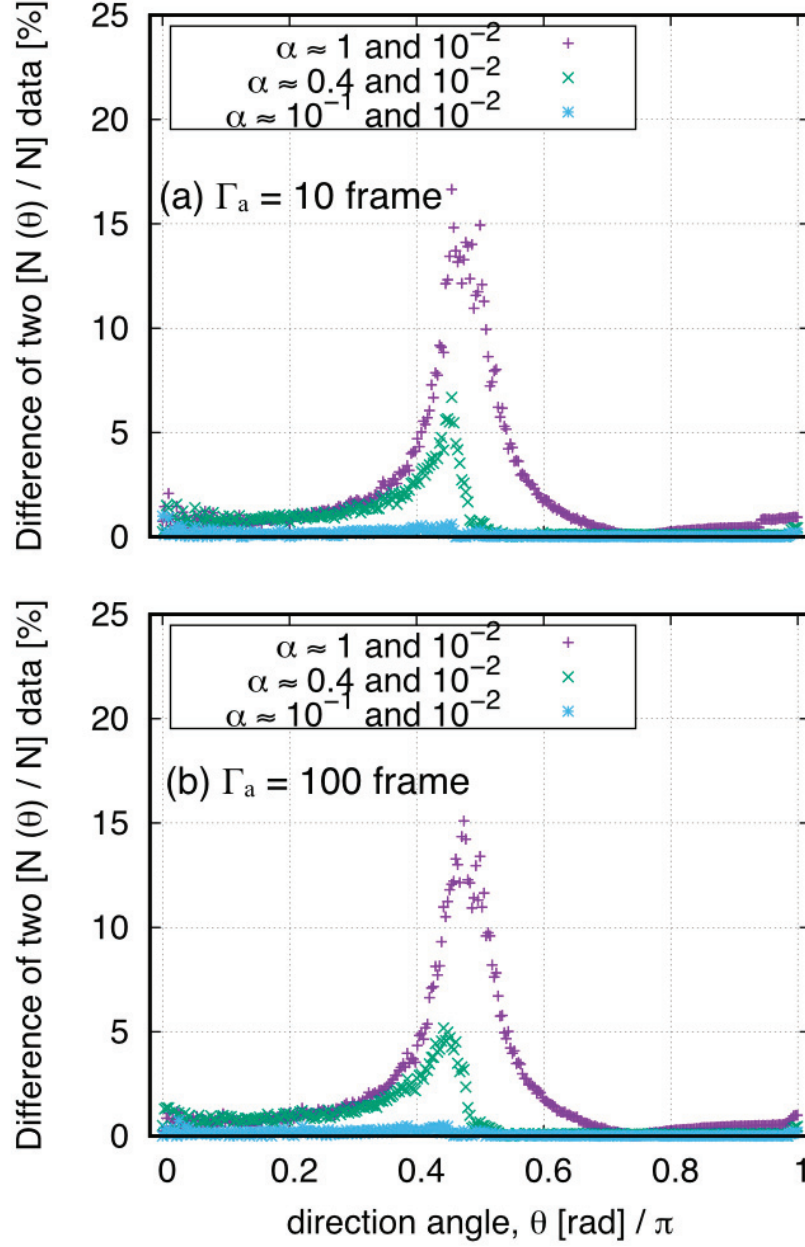 25
20
15
10
5
0
Difference of two [N (θ) / N] data [%]
α ≈ 1 and 10⁻²
α ≈ 0.4 and 10⁻²
α ≈ 10⁻¹ and 10⁻²
(a) Γₐ = 10 frame
25
20
15
10
5
0
Difference of two [N (θ) / N] data [%]
α ≈ 1 and 10⁻²
α ≈ 0.4 and 10⁻²
α ≈ 10⁻¹ and 10⁻²
(b) Γₐ = 100 frame
0 0.2 0.4 0.6 0.8 1
direction angle, θ [rad] / π